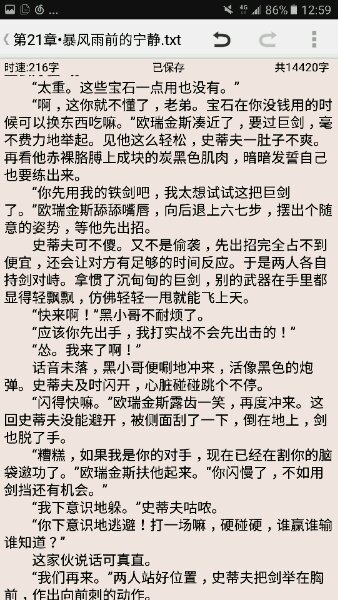 4G 86% 12:59
第21章•暴风雨前的宁静.txt
时速:216字 已保存 共14420字
“太重。这些宝石一点用也没有。”
“啊，这你就不懂了，老弟。宝石在你没钱用的时
候可以换东西吃嘛。”欧瑞金斯凑近了，要过巨剑，毫
不费力地举起。见他这么轻松，史蒂夫一肚子不爽。
再看他赤裸胳膊上成块的炭黑色肌肉，暗暗发誓自己
也要练出来。
“你先用我的铁剑吧，我太想试试这把巨剑
了。”欧瑞金斯舔舔嘴唇，向后退上六七步，摆出个随
意的姿势，等他先出招。
史蒂夫可不傻。又不是偷袭，先出招完全占不到
便宜，还会让对方有足够的时间反应。于是两人各自
持剑对峙。拿惯了沉甸甸的巨剑，别的武器在手里都
显得轻飘飘，仿佛轻轻一甩就能飞上天。
“快来啊！”黑小哥不耐烦了。
“应该你先出手，我打实战不会先出击的！”
“怂。我来了啊！”
话音未落，黑小哥便唰地冲来，活像黑色的炮
弹。史蒂夫及时闪开，心脏碰碰跳个不停。
“闪得快嘛。”欧瑞金斯露齿一笑，再度冲来。这
回史蒂夫没能避开，被侧面刮了一下，倒在地上，剑
也脱了手。
“糟糕，如果我是你的对手，现在已经在割你的脑
袋邀功了。”欧瑞金斯扶他起来。“你闪慢了，不如用
剑挡还有机会。”
“我下意识地躲。”史蒂夫咕哝。
“你下意识地逃避！打一场嘛，硬碰硬，谁赢谁输
谁知道？”
这家伙说话可真直。
“我们再来。”两人站好位置，史蒂夫把剑举在胸
前，作出向前刺的动作。